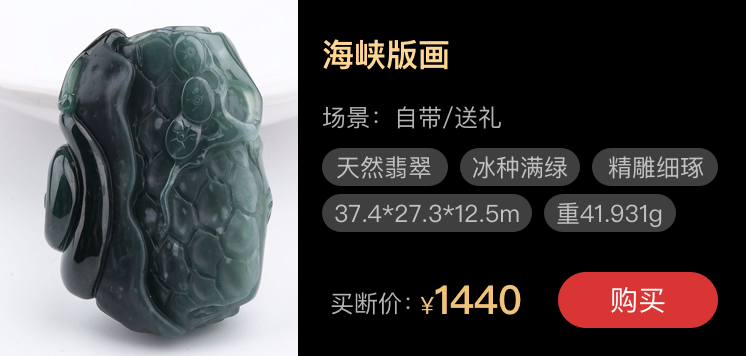 海峡版画
场景：自带/送礼
天然翡翠 冰种满绿 精雕细琢
37.4*27.3*12.5m 重41.931g
买断价：¥1440 购买